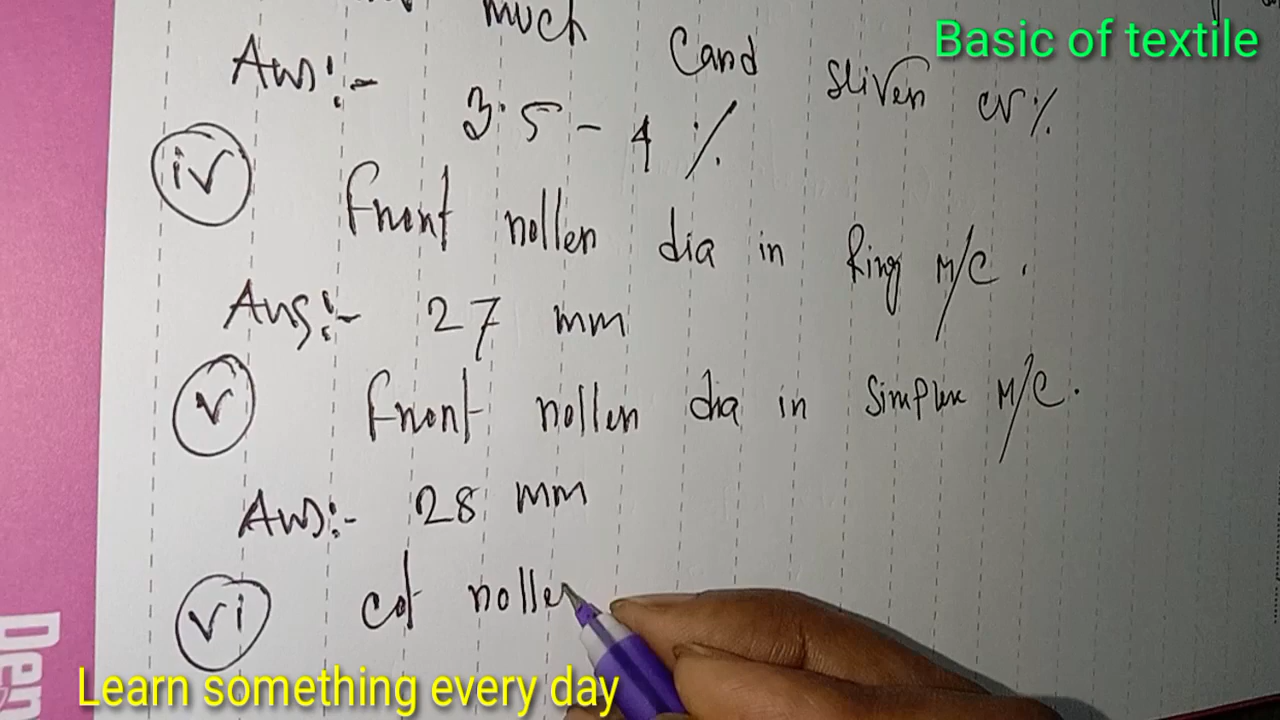 Basic of textile
much Card sliver CV%
Ans:- 3.5 - 4 %
iv Front roller dia in Ring M/C.
Ans:- 27 mm
v Front roller dia in Simplex M/C.
Ans:- 28 mm
vi cot roller
Learn something every day
Den